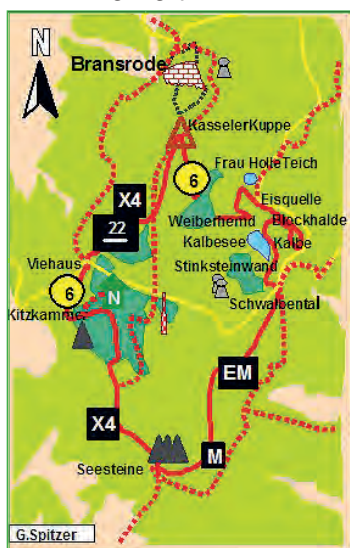 N
Bransrode
KasselerKuppe
Frau HolleTeich
6
X4
Eisquelle
22
Weiberhemd
Blockhalde
Kalbesee
Kalbe
Viehaus
Stinksteinwand
6
N
Schwalbental
Kitzkammer
EM
X4
M
Seesteine
G.Spitzer